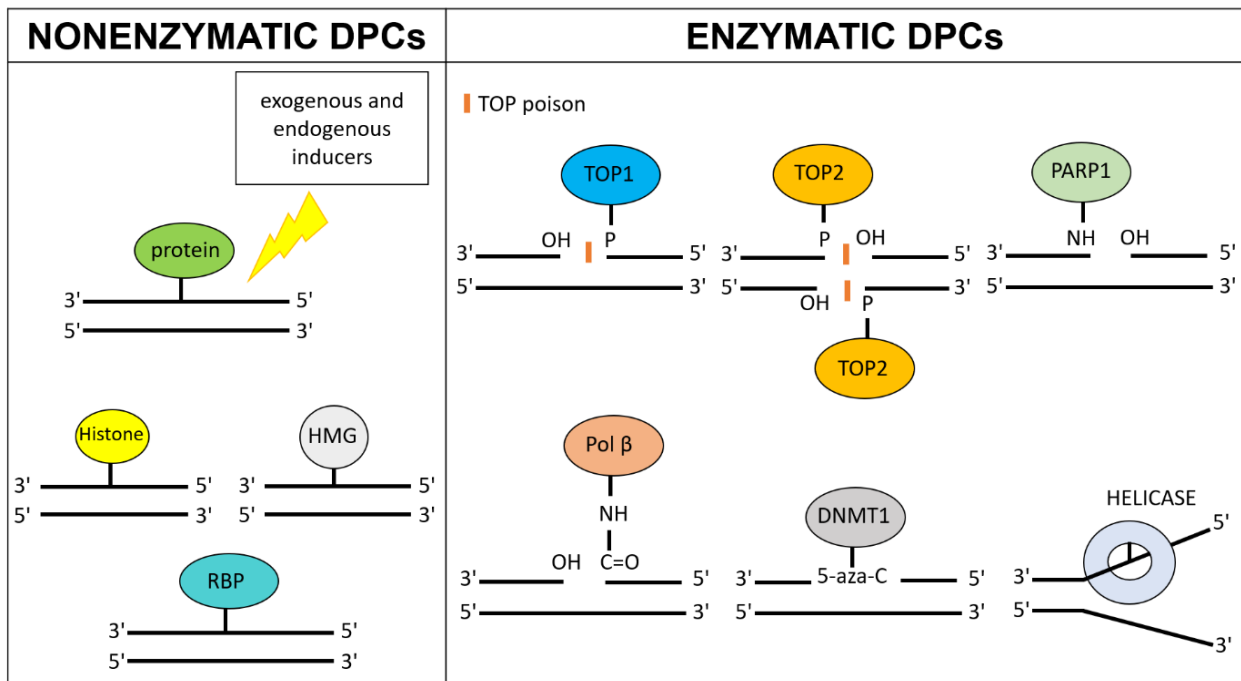 NONENZYMATIC DPCs
exogenous and
endogenous
inducers
protein
3' 5'
5' 3'
Histone
3' 5'
5' 3'
HMG
3' 5'
5' 3'
RBP
3' 5'
5' 3'
ENZYMATIC DPCs
TOP poison
TOP1
OH P
3' 5'
5' 3'
TOP2
P OH
3' 5'
5' 3'
OH P
TOP2
PARP1
NH OH
3' 5'
5' 3'
Pol β
NH
OH C=O
3' 5'
5' 3'
DNMT1
3' 5-aza-C 5'
5' 3'
HELICASE
5'
3'
5'
3'